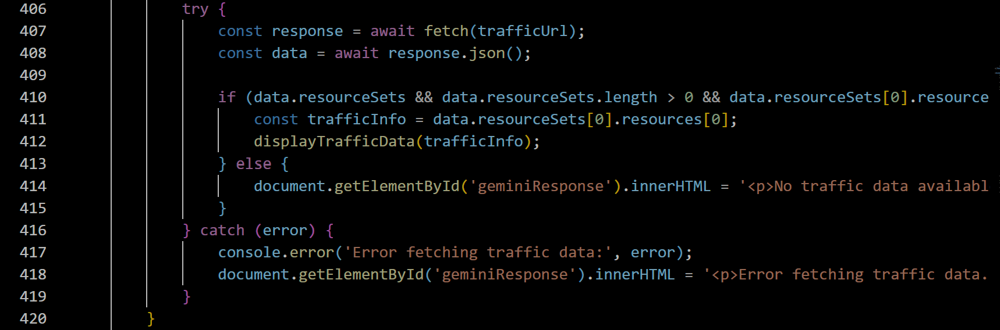 406 try {
407 const response = await fetch(trafficUrl);
408 const data = await response.json();
409
410 if (data.resourceSets && data.resourceSets.length > 0 && data.resourceSets[0].resource
411 const trafficInfo = data.resourceSets[0].resources[0];
412 displayTrafficData(trafficInfo);
413 } else {
414 document.getElementById('geminiResponse').innerHTML = '<p>No traffic data availabl
415 }
416 } catch (error) {
417 console.error('Error fetching traffic data:', error);
418 document.getElementById('geminiResponse').innerHTML = '<p>Error fetching traffic data.
419 }
420 }